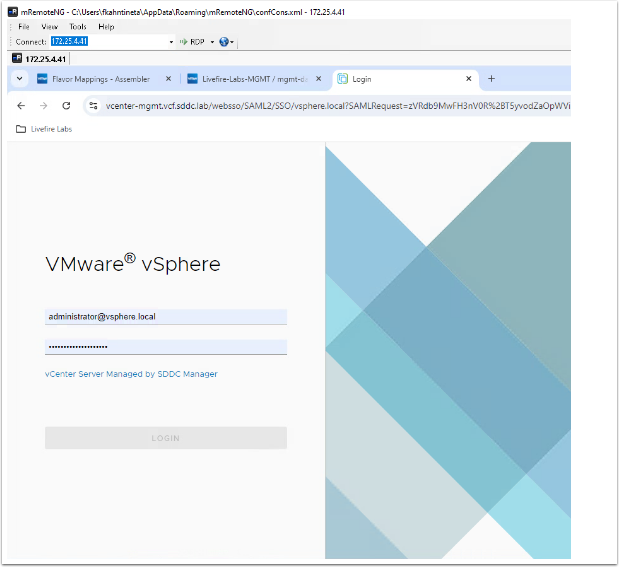 mRemoteNG - C:\Users\fkahntineta\AppData\Roaming\mRemoteNG\confCons.xml - 172.25.4.41
File View Tools Help
Connect: 172.25.4.41 RDP
172.25.4.41
Flavor Mappings - Assembler Livefire-Labs-MGMT / mgmt-da Login
vcenter-mgmt.vcf.sddc.lab/websso/SAML2/SSO/vsphere.local?SAMLRequest=zVRdb9MwFH3nV0R%2BT5yvodZaOpWVi
Livefire Labs
VMware® vSphere
administrator@vsphere.local
vCenter Server Managed by SDDC Manager
LOGIN